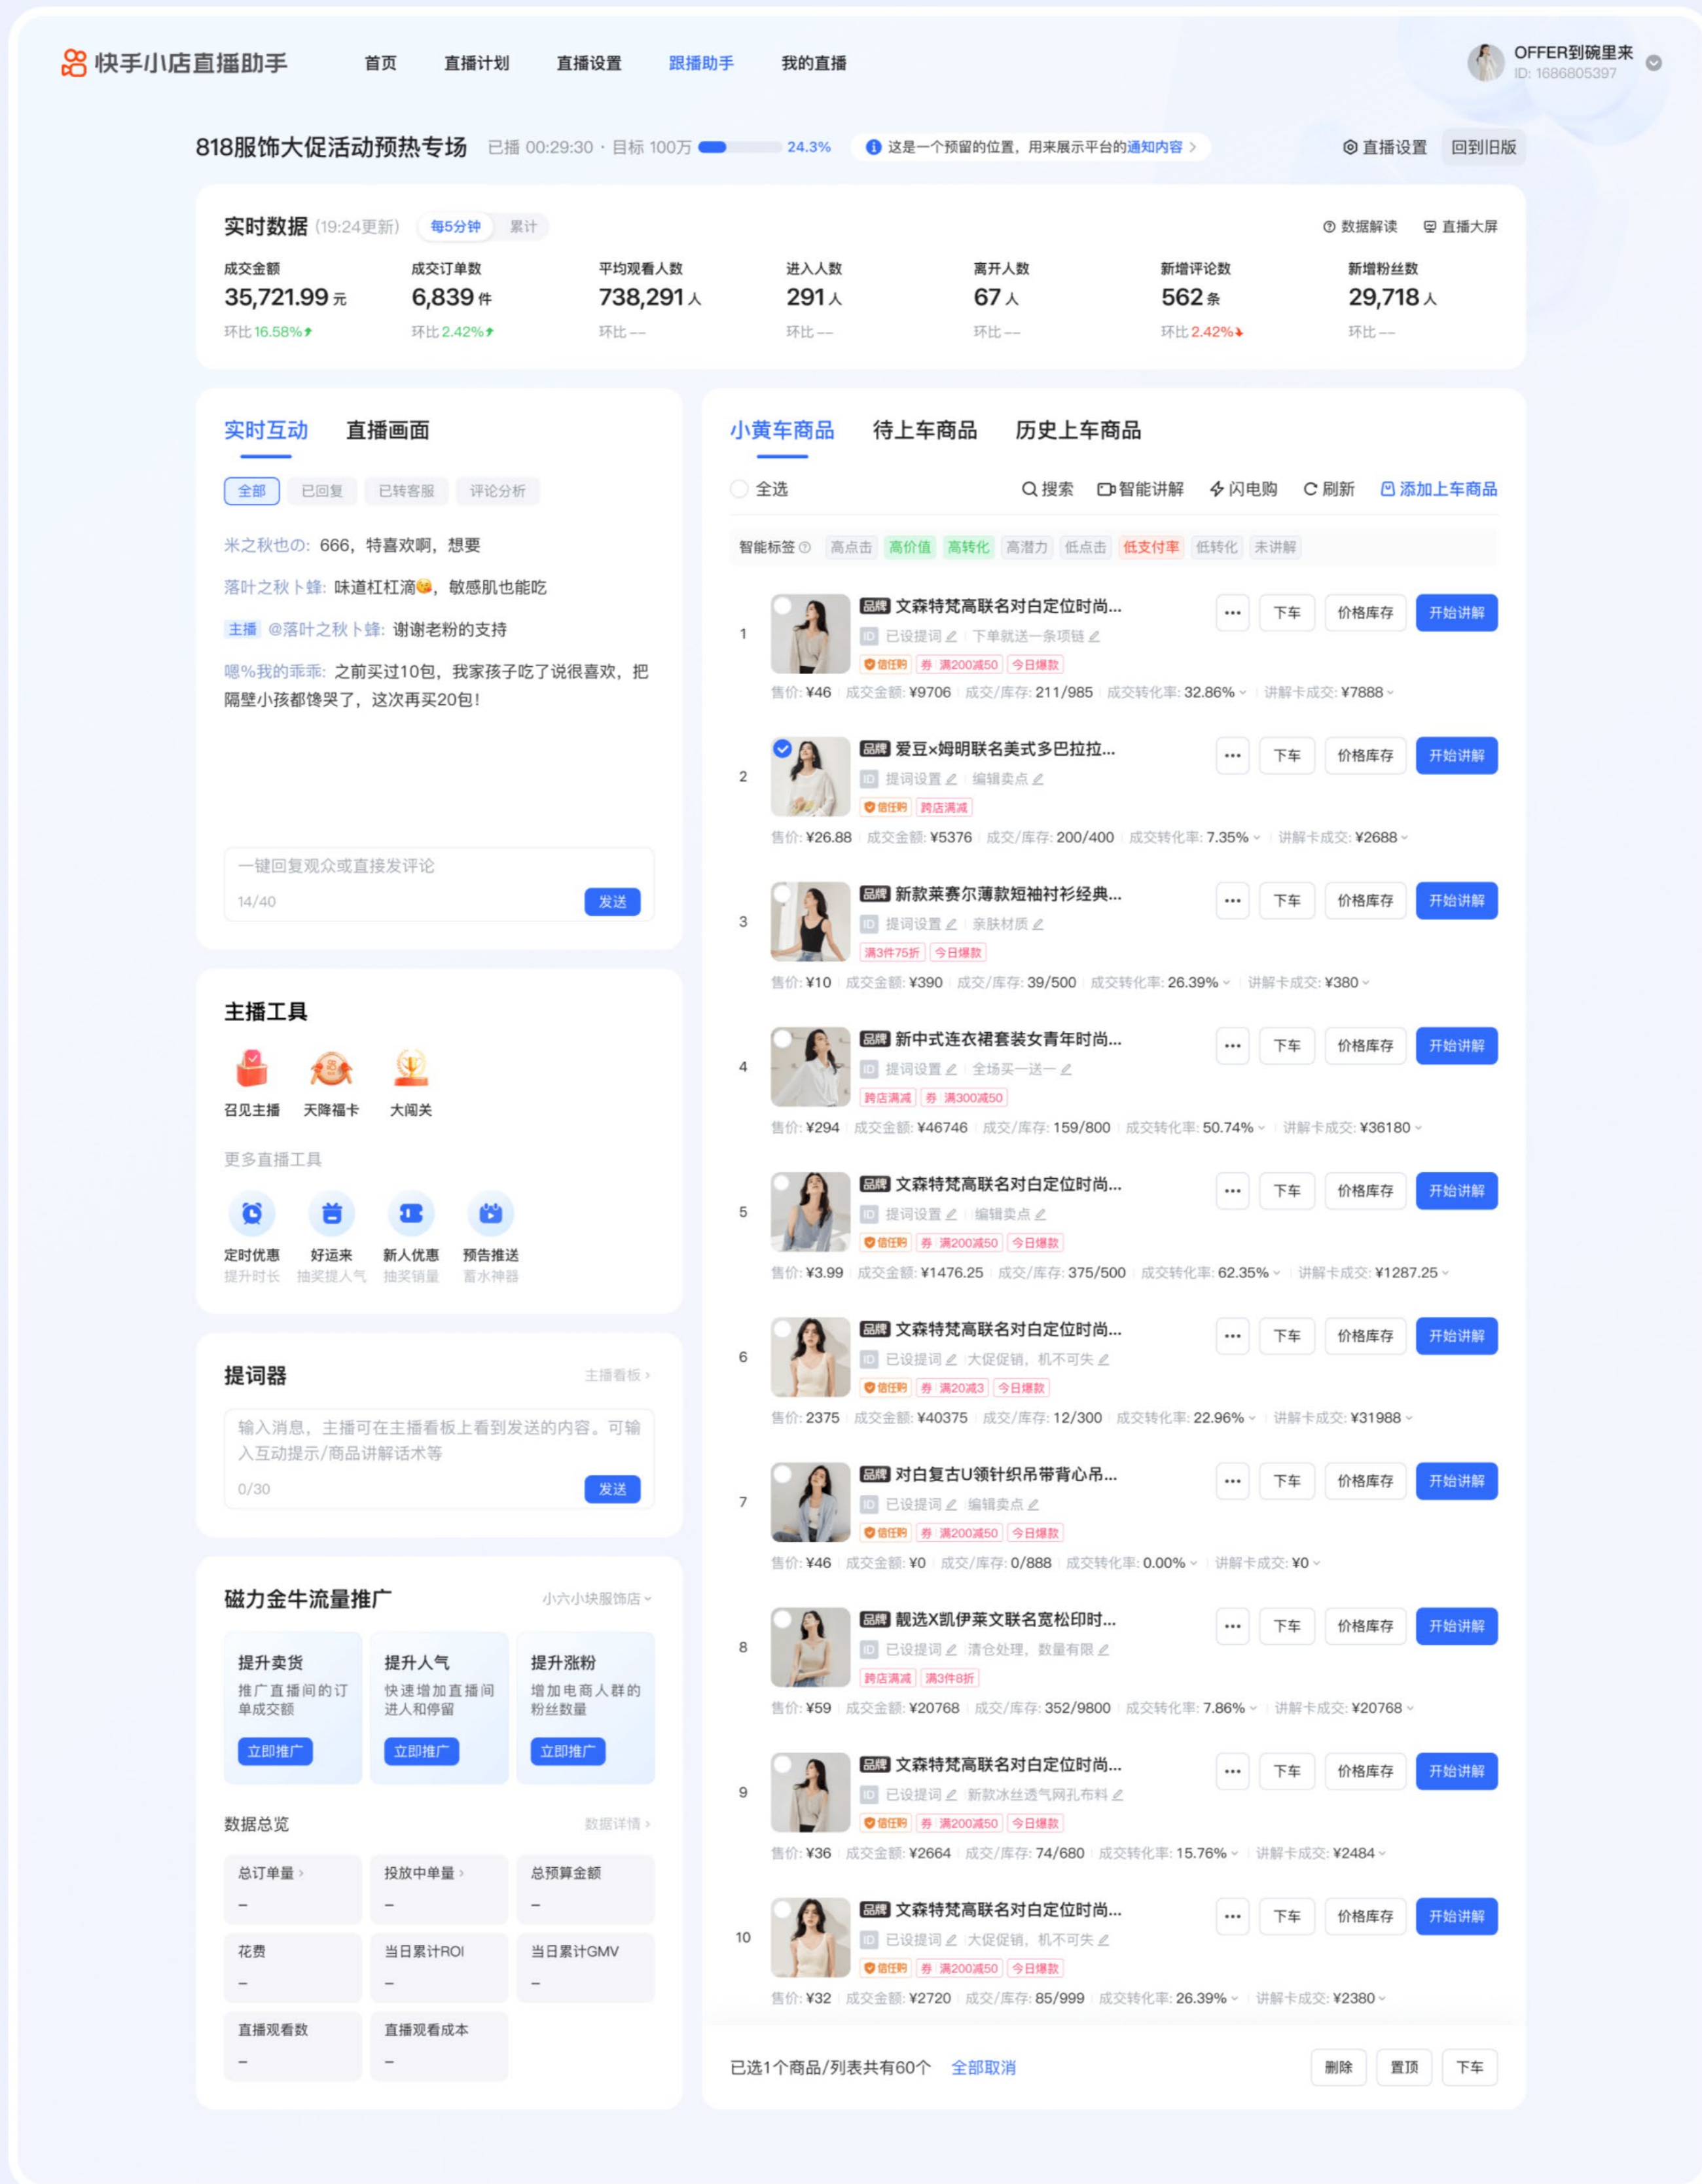 快手小店直播助手 首页 直播计划 直播设置 跟播助手 我的直播 OFFER到碗里来
ID: 1686805397
818服饰大促活动预热专场 已播 00:29:30 · 目标 100万 24.3% 这是一个预留的位置，用来展示平台的通知内容 直播设置 回到旧版
实时数据 (19:24更新) 每5分钟 累计 数据解读 直播大屏
成交金额 成交订单数 平均观看人数 进入人数 离开人数 新增评论数 新增粉丝数
35,721.99 元 6,839 件 738,291 人 291 人 67 人 562 条 29,718 人
环比 16.58% 环比 2.42% 环比 -- 环比 -- 环比 -- 环比 2.42% 环比 --
实时互动 直播画面
全部 已回复 已转客服 评论分析
米之秋也の: 666，特喜欢啊，想要
落叶之秋卜蜂: 味道杠杠滴😘，敏感肌也能吃
主播 @落叶之秋卜蜂: 谢谢老粉的支持
嗯%我的乖乖: 之前买过10包，我家孩子吃了说很喜欢，把
隔壁小孩都馋哭了，这次再买20包！
一键回复观众或直接发评论
14/40 发送
主播工具
召见主播 天降福卡 大闯关
更多直播工具
定时优惠 好运来 新人优惠 预告推送
提升时长 抽奖提人气 抽奖销量 蓄水神器
提词器 主播看板
输入消息，主播可在主播看板上看到发送的内容。可输
入互动提示/商品讲解话术等
0/30 发送
磁力金牛流量推广 小六小块服饰店
提升卖货 提升人气 提升涨粉
推广直播间的订 快速增加直播间 增加电商人群的
单成交额 进人和停留 粉丝数量
立即推广 立即推广 立即推广
数据总览 数据详情
总订单量 投放中单量 总预算金额
– – –
花费 当日累计ROI 当日累计GMV
– – –
直播观看数 直播观看成本
– –
小黄车商品 待上车商品 历史上车商品
全选 搜索 智能讲解 闪电购 刷新 添加上车商品
智能标签 高点击 高价值 高转化 高潜力 低点击 低支付率 低转化 未讲解
品牌 文森特梵高联名对白定位时尚... ··· 下车 价格库存 开始讲解
1 ID 已设提词 下单就送一条项链
信任购 券 满200减50 今日爆款
售价: ¥46 成交金额: ¥9706 成交/库存: 211/985 成交转化率: 32.86% 讲解卡成交: ¥7888
品牌 爱豆×姆明联名美式多巴拉拉... ··· 下车 价格库存 开始讲解
2 ID 提词设置 编辑卖点
信任购 跨店满减
售价: ¥26.88 成交金额: ¥5376 成交/库存: 200/400 成交转化率: 7.35% 讲解卡成交: ¥2688
品牌 新款莱赛尔薄款短袖衬衫经典... ··· 下车 价格库存 开始讲解
3 ID 提词设置 亲肤材质
满3件75折 今日爆款
售价: ¥10 成交金额: ¥390 成交/库存: 39/500 成交转化率: 26.39% 讲解卡成交: ¥380
品牌 新中式连衣裙套装女青年时尚... ··· 下车 价格库存 开始讲解
4 ID 提词设置 全场买一送一
跨店满减 券 满300减50
售价: ¥294 成交金额: ¥46746 成交/库存: 159/800 成交转化率: 50.74% 讲解卡成交: ¥36180
品牌 文森特梵高联名对白定位时尚... ··· 下车 价格库存 开始讲解
5 ID 提词设置 编辑卖点
信任购 券 满200减50 今日爆款
售价: ¥3.99 成交金额: ¥1476.25 成交/库存: 375/500 成交转化率: 62.35% 讲解卡成交: ¥1287.25
品牌 文森特梵高联名对白定位时尚... ··· 下车 价格库存 开始讲解
6 ID 已设提词 大促促销，机不可失
信任购 券 满20减3 今日爆款
售价: 2375 成交金额: ¥40375 成交/库存: 12/300 成交转化率: 22.96% 讲解卡成交: ¥31988
品牌 对白复古U领针织吊带背心吊... ··· 下车 价格库存 开始讲解
7 ID 已设提词 编辑卖点
信任购 券 满200减50 今日爆款
售价: ¥46 成交金额: ¥0 成交/库存: 0/888 成交转化率: 0.00% 讲解卡成交: ¥0
品牌 靓选X凯伊莱文联名宽松印时... ··· 下车 价格库存 开始讲解
8 ID 已设提词 清仓处理，数量有限
跨店满减 满3件8折
售价: ¥59 成交金额: ¥20768 成交/库存: 352/9800 成交转化率: 7.86% 讲解卡成交: ¥20768
品牌 文森特梵高联名对白定位时尚... ··· 下车 价格库存 开始讲解
9 ID 已设提词 新款冰丝透气网孔布料
信任购 券 满200减50 今日爆款
售价: ¥36 成交金额: ¥2664 成交/库存: 74/680 成交转化率: 15.76% 讲解卡成交: ¥2484
品牌 文森特梵高联名对白定位时尚... ··· 下车 价格库存 开始讲解
10 ID 已设提词 大促促销，机不可失
信任购 券 满200减50 今日爆款
售价: ¥32 成交金额: ¥2720 成交/库存: 85/999 成交转化率: 26.39% 讲解卡成交: ¥2380
已选1个商品/列表共有60个 全部取消 删除 置顶 下车